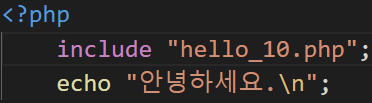 <?php
    include "hello_10.php";
    echo "안녕하세요.\n";